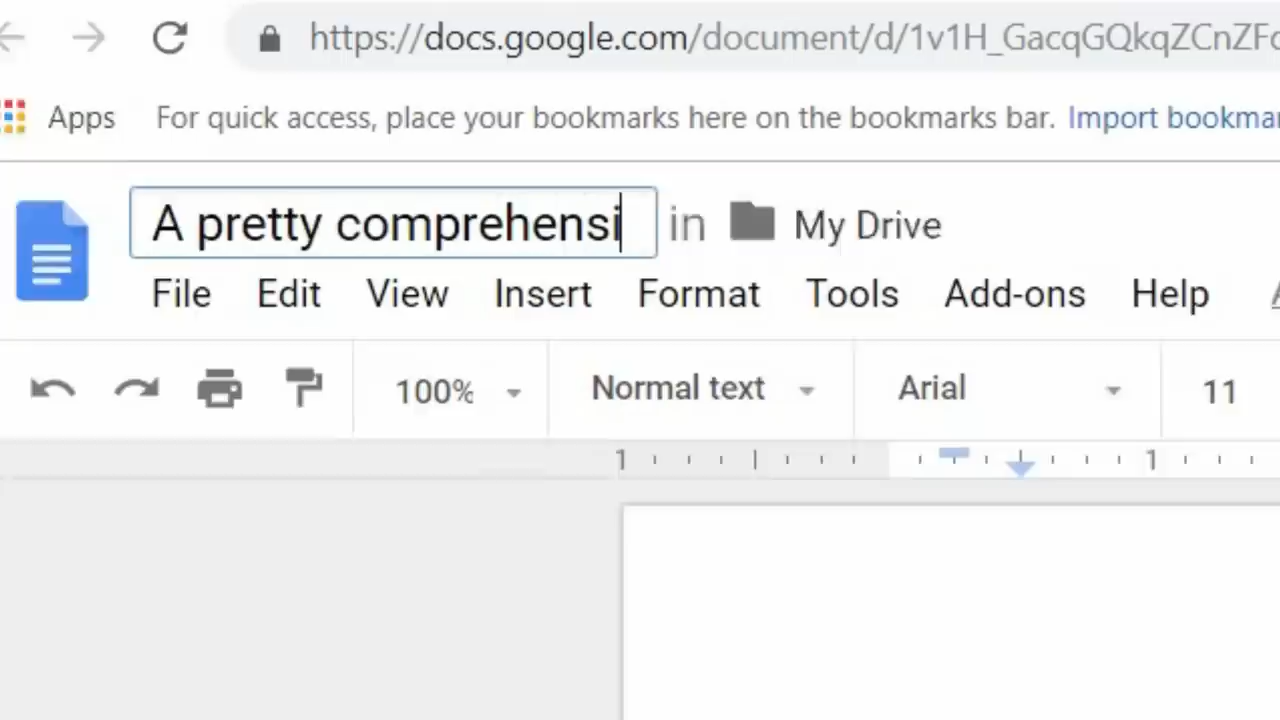 https://docs.google.com/document/d/1v1H_GacqGQkqZCnZFc
Apps For quick access, place your bookmarks here on the bookmarks bar. Import bookmar
A pretty comprehensi in My Drive
File Edit View Insert Format Tools Add-ons Help
100% Normal text Arial 11
1 1